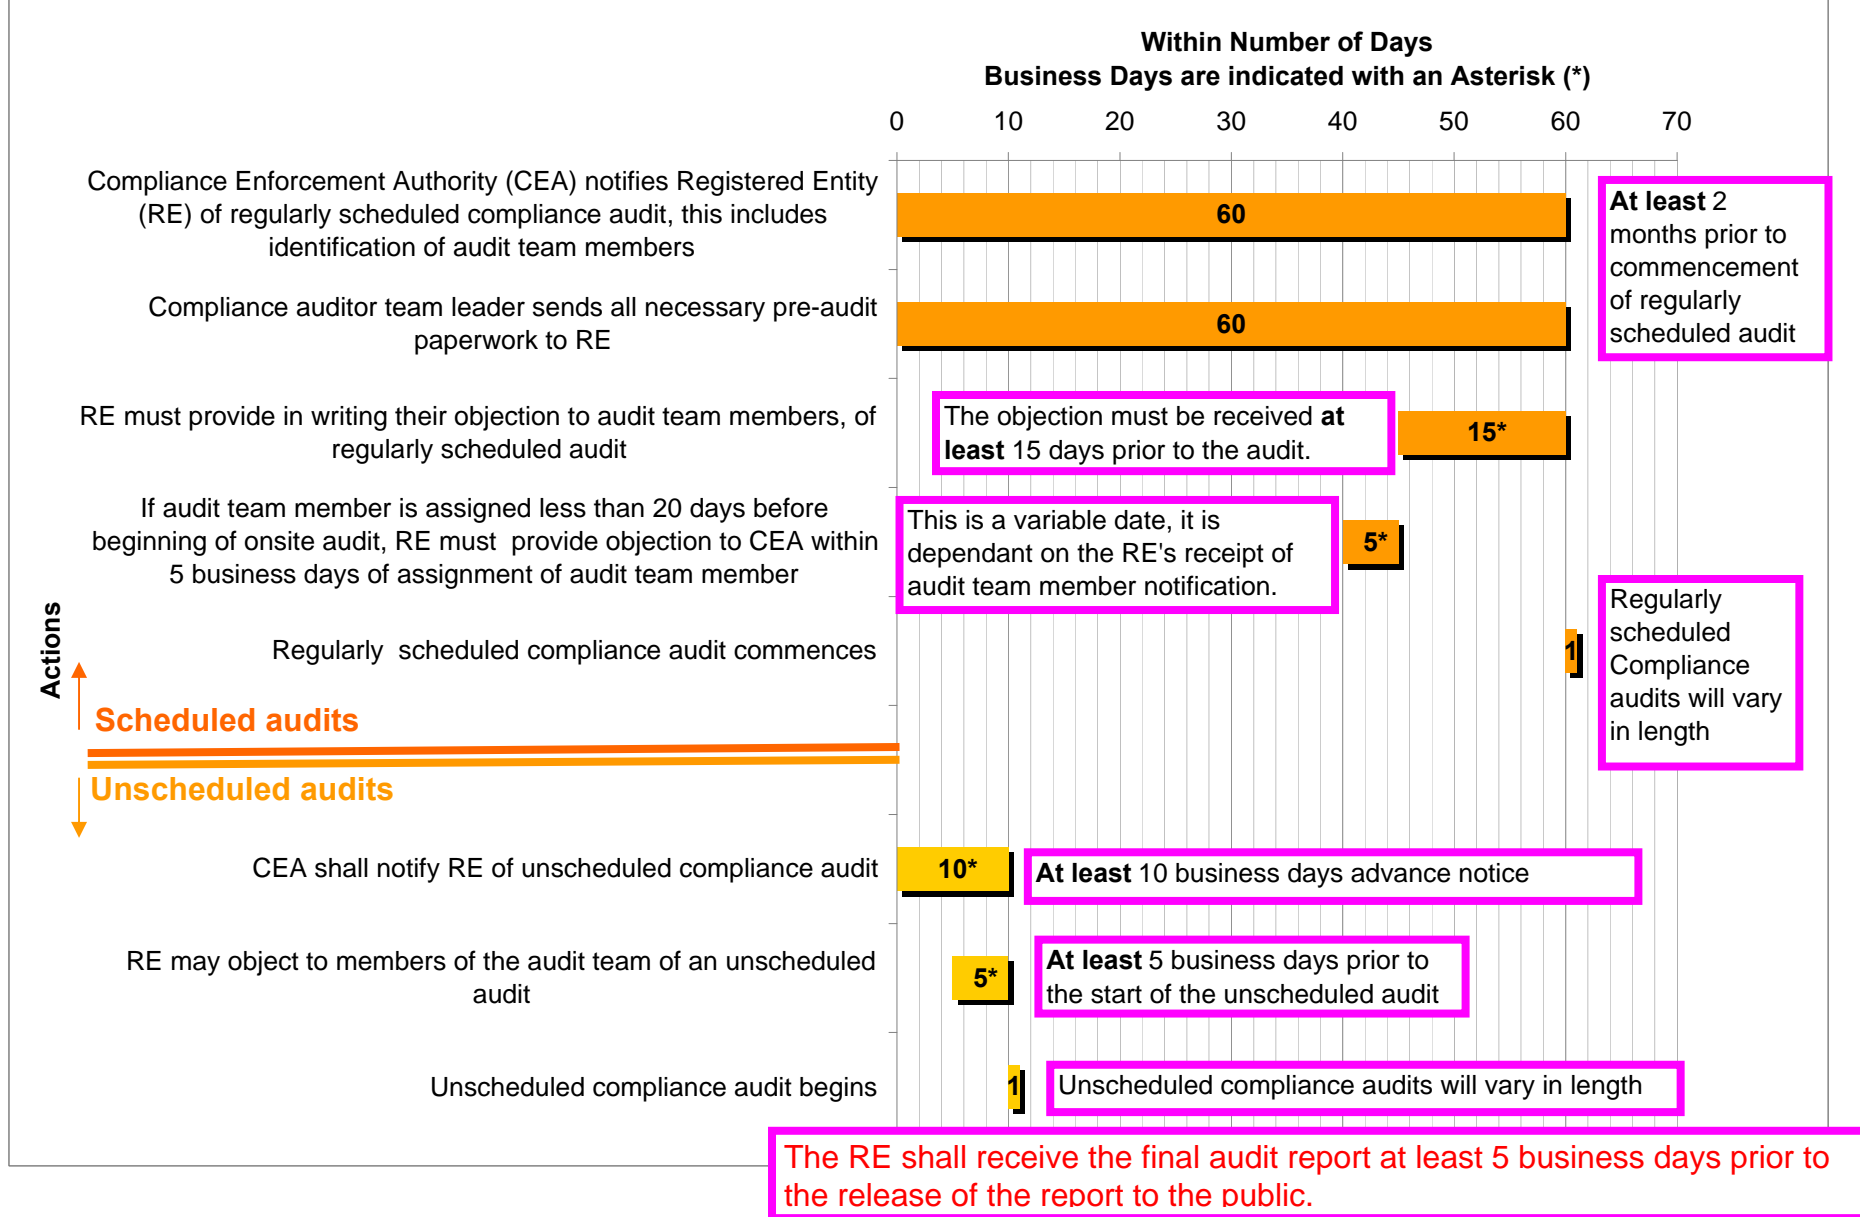 Within Number of Days
Business Days are indicated with an Asterisk (*)
0 10 20 30 40 50 60 70
Compliance Enforcement Authority (CEA) notifies Registered Entity
(RE) of regularly scheduled compliance audit, this includes
identification of audit team members
60
At least 2
months prior to
commencement
of regularly
scheduled audit
Compliance auditor team leader sends all necessary pre-audit
paperwork to RE
60
RE must provide in writing their objection to audit team members, of
regularly scheduled audit
The objection must be received at
least 15 days prior to the audit.
15*
If audit team member is assigned less than 20 days before
beginning of onsite audit, RE must  provide objection to CEA within
5 business days of assignment of audit team member
This is a variable date, it is
dependant on the RE's receipt of
audit team member notification.
5*
Regularly  scheduled compliance audit commences
1
Regularly
scheduled
Compliance
audits will vary
in length
Actions
Scheduled audits
Unscheduled audits
CEA shall notify RE of unscheduled compliance audit
10*
At least 10 business days advance notice
RE may object to members of the audit team of an unscheduled
audit
5*
At least 5 business days prior to
the start of the unscheduled audit
Unscheduled compliance audit begins
1
Unscheduled compliance audits will vary in length
The RE shall receive the final audit report at least 5 business days prior to
the release of the report to the public.